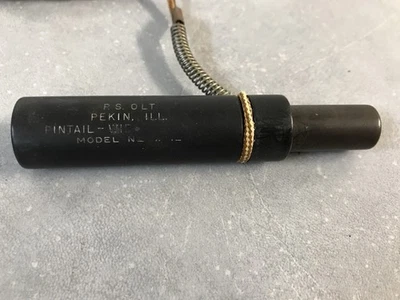 P.S. OLT
PEKIN, ILL.
PINTAIL -
MODEL